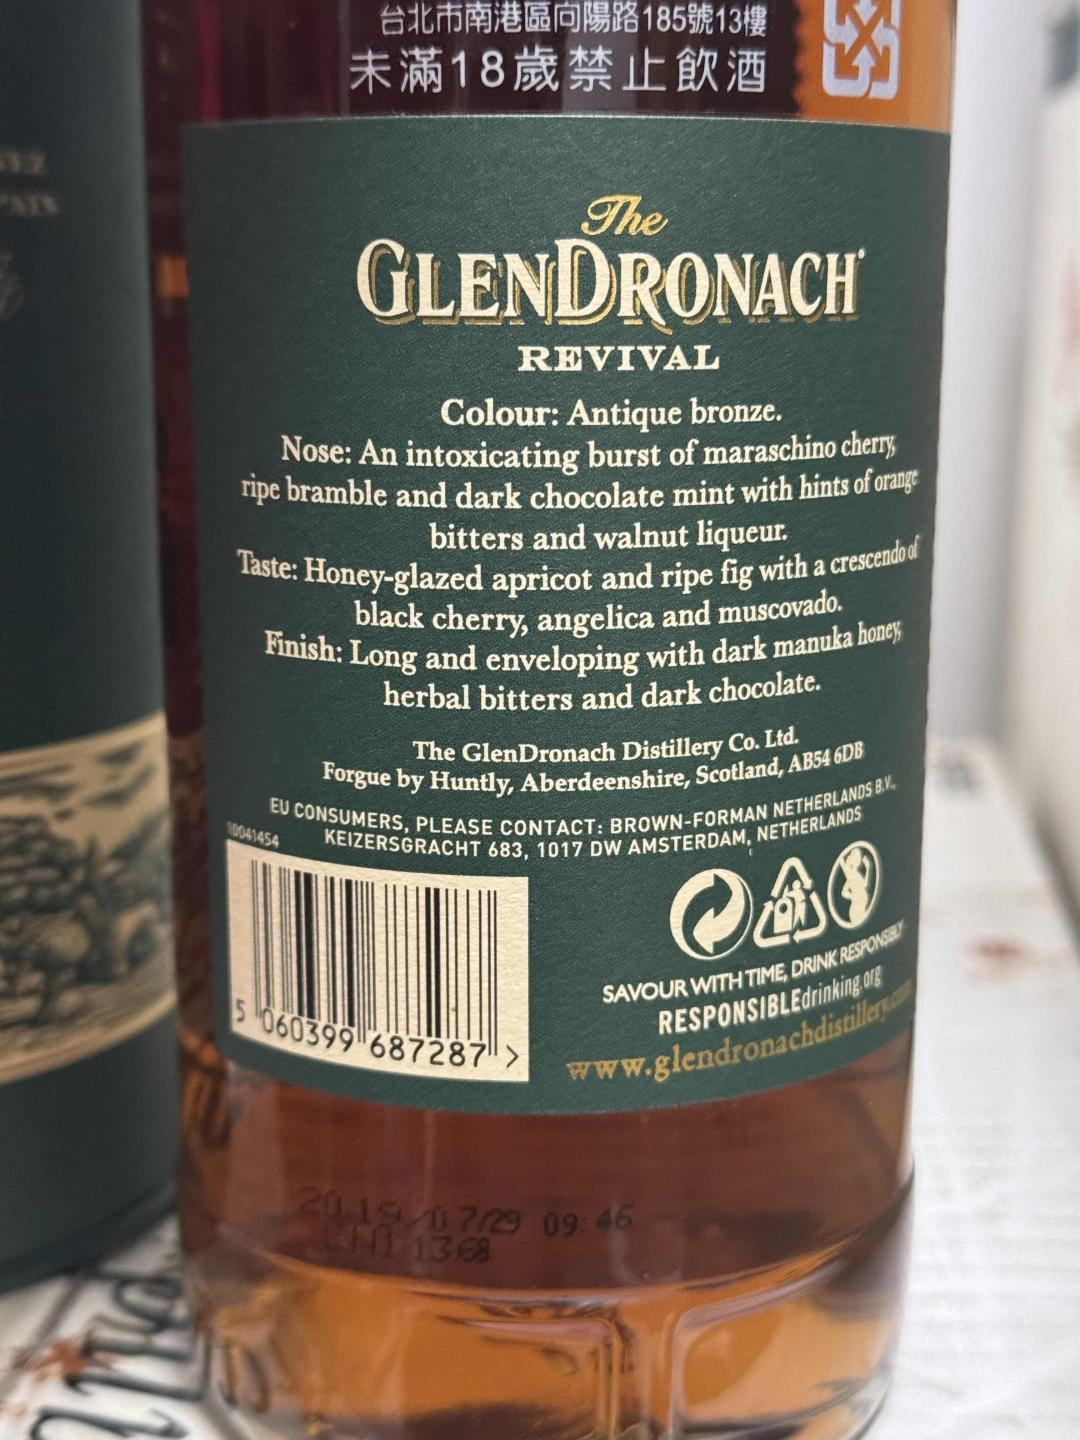 台北市南港區向陽路185號13樓
未滿18歲禁止飲酒
The
GLENDRONACH
REVIVAL
Colour: Antique bronze.
Nose: An intoxicating burst of maraschino cherry,
ripe bramble and dark chocolate mint with hints of orange
bitters and walnut liqueur.
Taste: Honey-glazed apricot and ripe fig with a crescendo of
black cherry, angelica and muscovado.
Finish: Long and enveloping with dark manuka honey,
herbal bitters and dark chocolate.
The GlenDronach Distillery Co. Ltd.
Forgue by Huntly, Aberdeenshire, Scotland, AB54 6DB
EU CONSUMERS, PLEASE CONTACT: BROWN-FORMAN NETHERLANDS B.V.,
KEIZERSGRACHT 683, 1017 DW AMSTERDAM, NETHERLANDS
10041454
5 060399 687287 >
SAVOUR WITH TIME, DRINK RESPONSIBLY
RESPONSIBLEdrinking.org
www.glendronachdistillery.com
2019/07/29 09:46
1368